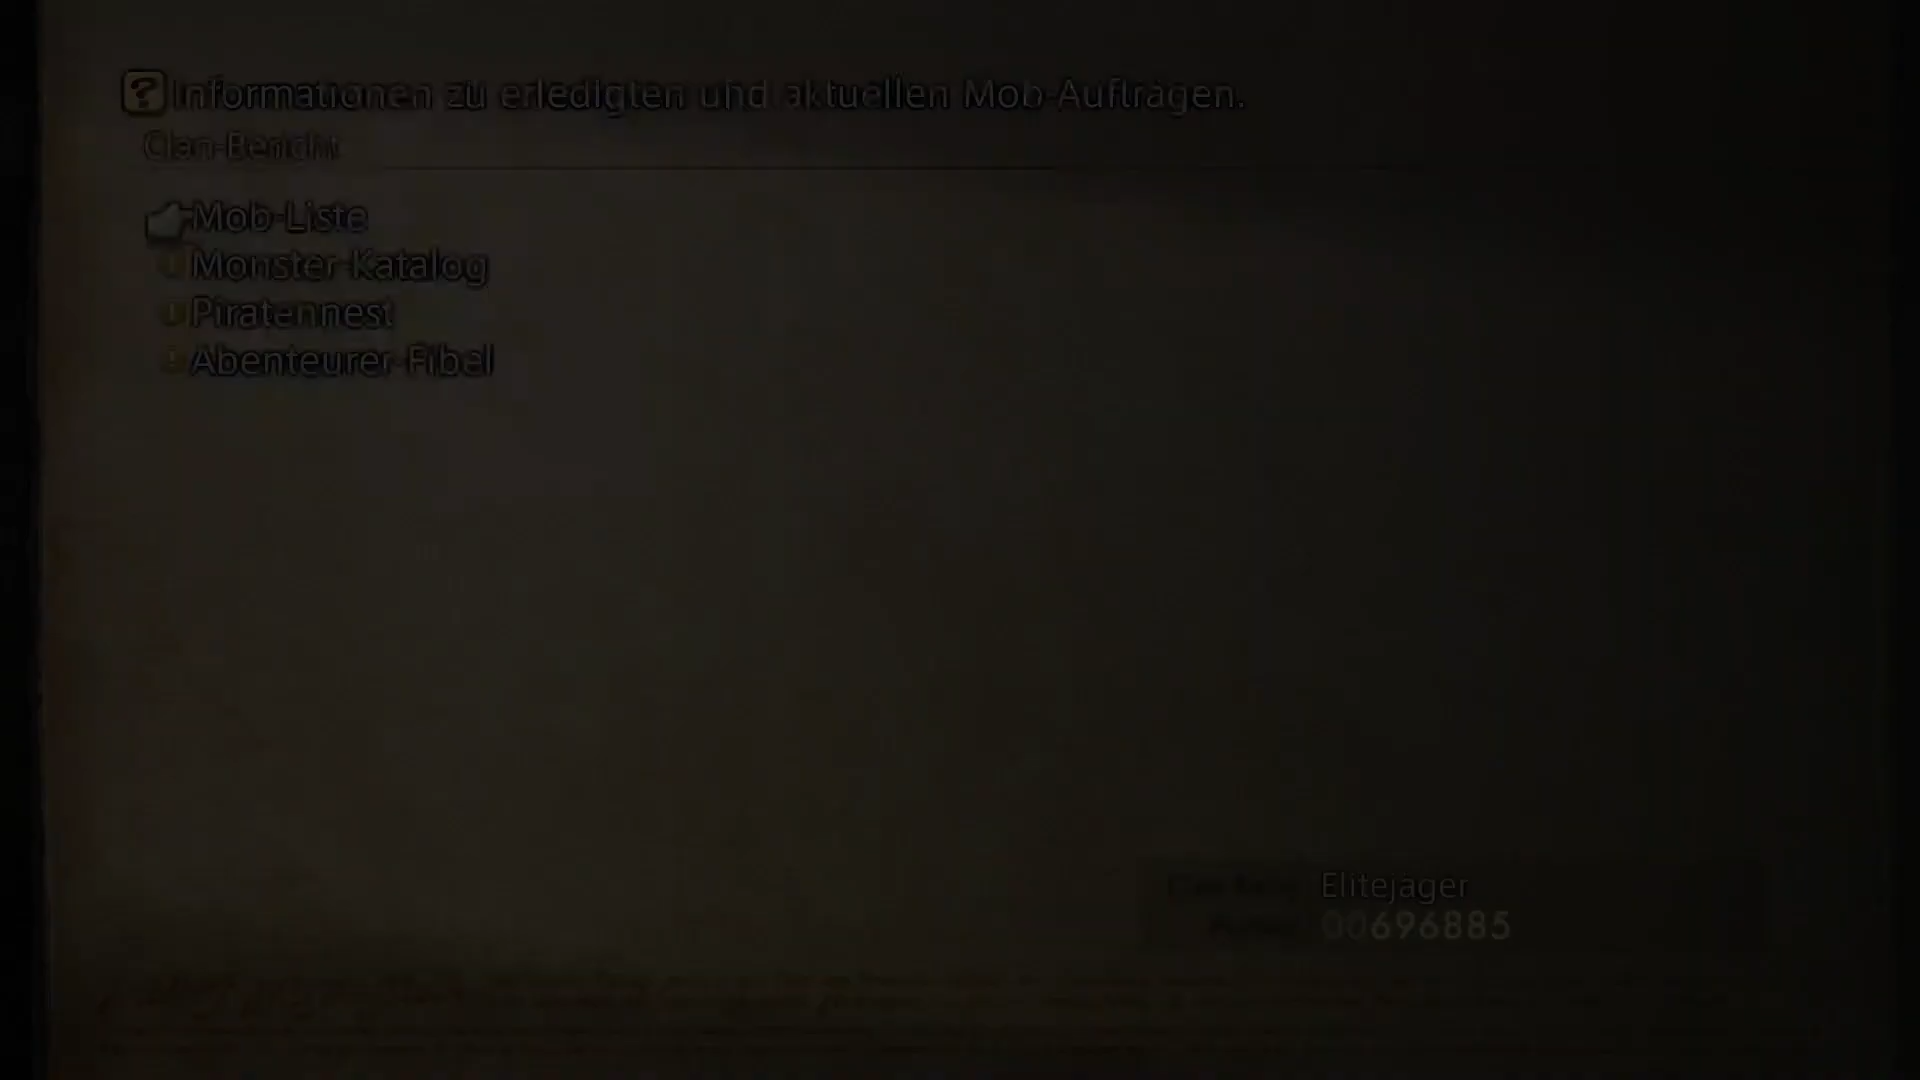 Informationen zu erledigten und aktuellen Mob-Aufträgen.
Clan-Bericht
Mob-Liste
Monster-Katalog
Piratennest
Abenteurer-Fibel
Elitejäger
00696885